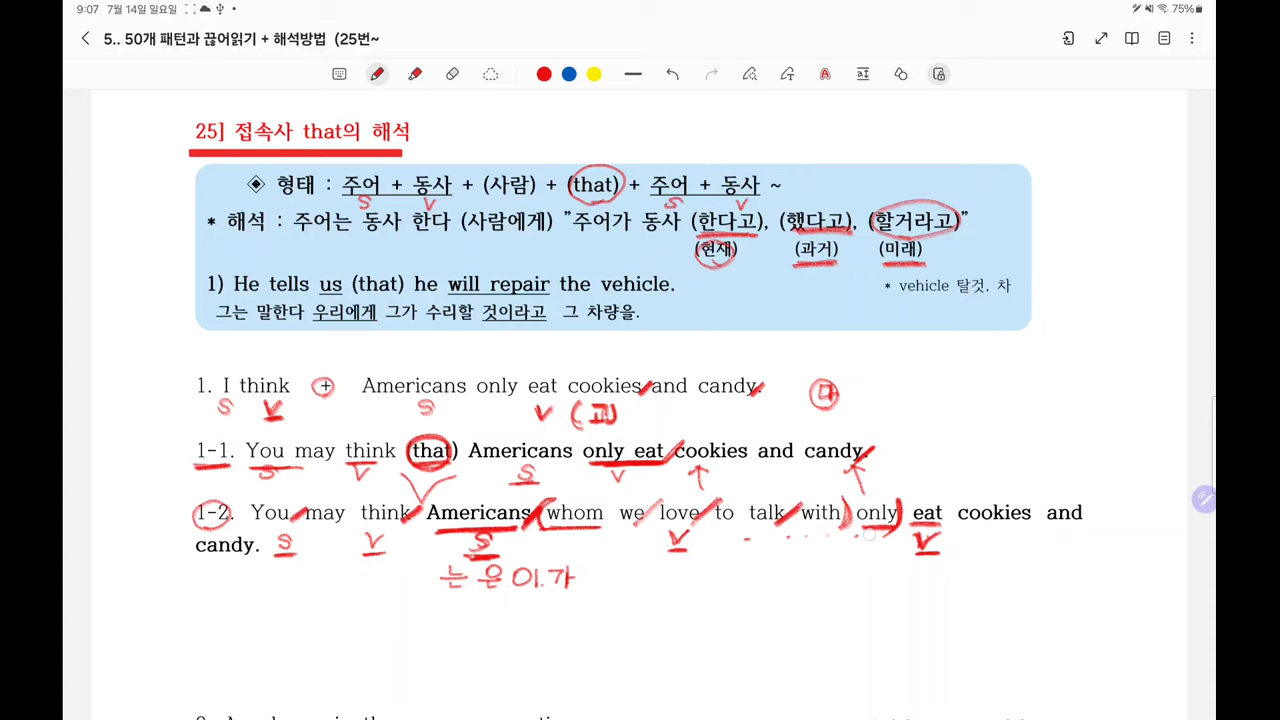 9:07 7월 14일 일요일 75%
5.. 50개 패턴과 끊어읽기 + 해석방법 (25번~
25] 접속사 that의 해석
◈ 형태 : 주어 + 동사 + (사람) + (that) + 주어 + 동사 ~
S V S V
* 해석 : 주어는 동사 한다 (사람에게) "주어가 동사 (한다고), (했다고), (할거라고)"
(현재) (과거) (미래)
1) He tells us (that) he will repair the vehicle. * vehicle 탈것, 차
그는 말한다 우리에게 그가 수리할 것이라고 그 차량을.
1. I think + Americans only eat cookies and candy.
S V S V
1-1. You may think (that) Americans only eat cookies and candy.
S V S V
1-2. You may think Americans whom we love to talk with only eat cookies and
candy. S V S V V
는 은 이.가